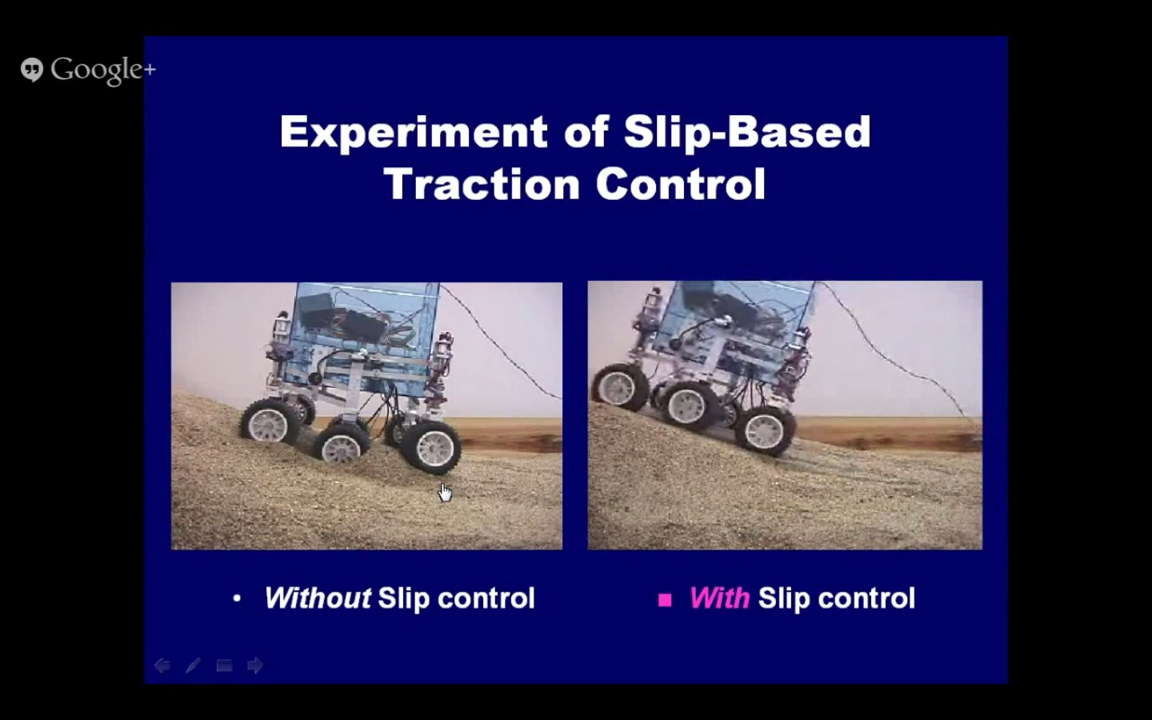 Google+
Experiment of Slip-Based
Traction Control
• Without Slip control
■ With Slip control